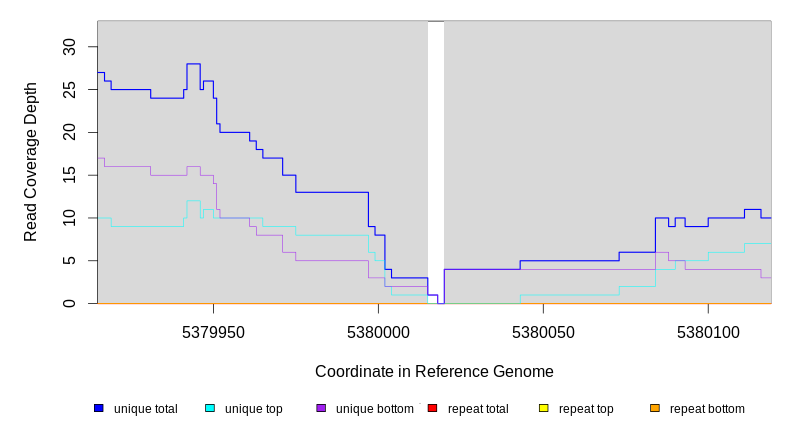 Read Coverage Depth
30
25
20
15
10
5
0
5379950 5380000 5380050 5380100
Coordinate in Reference Genome
unique total unique top unique bottom repeat total repeat top repeat bottom